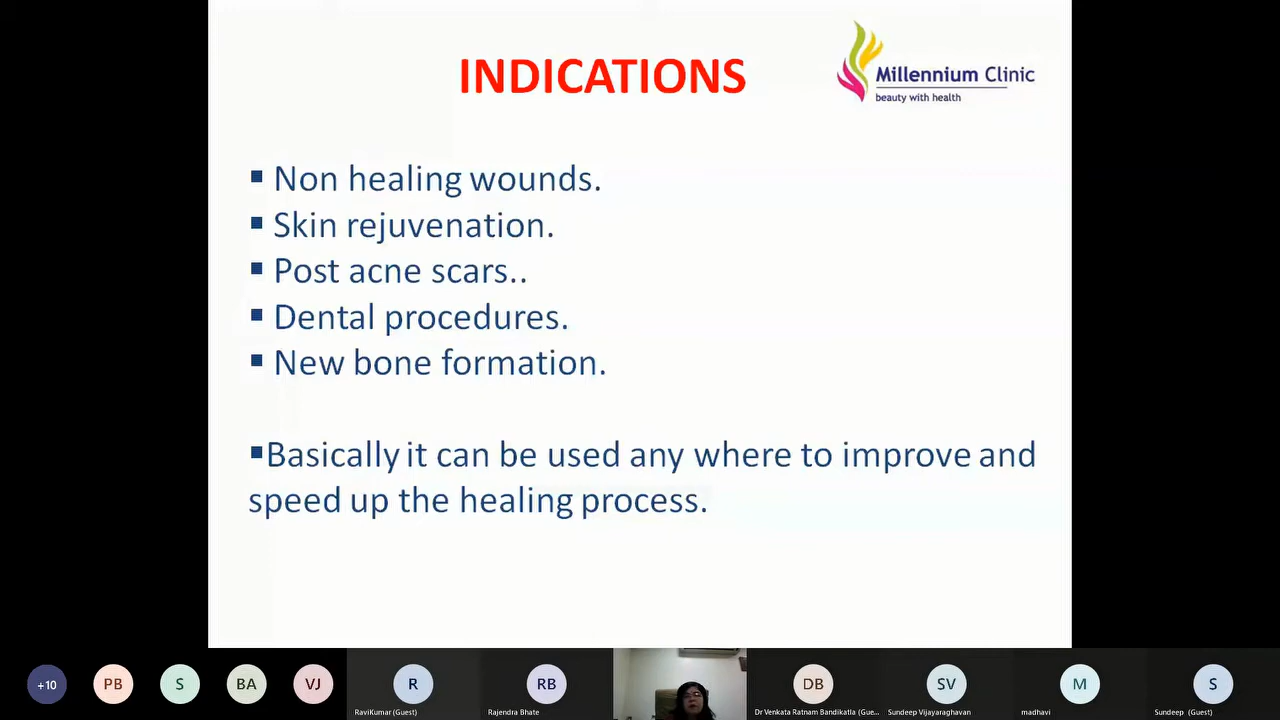 INDICATIONS
Millennium Clinic
beauty with health
▪ Non healing wounds.
▪ Skin rejuvenation.
▪ Post acne scars..
▪ Dental procedures.
▪ New bone formation.
▪Basically it can be used any where to improve and
speed up the healing process.
+10
PB
S
BA
VJ
R
RB
DB
SV
M
S
RaviKumar (Guest)
Rajendra Bhate
Dr Venkata Ratnam Bandikatla (Gue...
Sundeep Vijayaraghavan
madhavi
Sundeep (Guest)